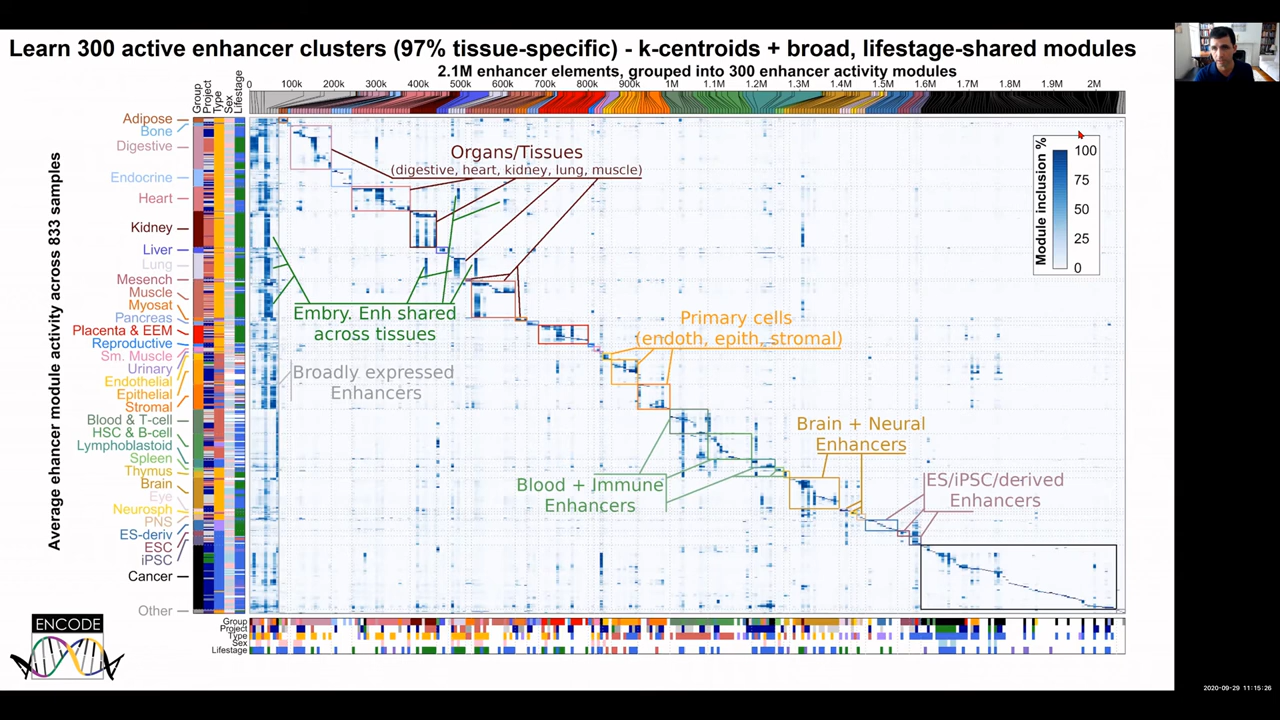 Learn 300 active enhancer clusters (97% tissue-specific) - k-centroids + broad, lifestage-shared modules
2.1M enhancer elements, grouped into 300 enhancer activity modules
Group
Project
Type
Sex
Lifestage
0 100k 200k 300k 400k 500k 600k 700k 800k 900k 1M 1.1M 1.2M 1.3M 1.4M 1.5M 1.6M 1.7M 1.8M 1.9M 2M
Average enhancer module activity across 833 samples
Adipose
Bone
Digestive
Endocrine
Heart
Kidney
Liver
Lung
Mesench
Muscle
Myosat
Pancreas
Placenta & EEM
Reproductive
Sm. Muscle
Urinary
Endothelial
Epithelial
Stromal
Blood & T-cell
HSC & B-cell
Lymphoblastoid
Spleen
Thymus
Brain
Eye
Neurosph
PNS
ES-deriv
ESC
iPSC
Cancer
Other
Organs/Tissues
(digestive, heart, kidney, lung, muscle)
Embry. Enh shared
across tissues
Broadly expressed
Enhancers
Primary cells
(endoth, epith, stromal)
Blood + Immune
Enhancers
Brain + Neural
Enhancers
ES/iPSC/derived
Enhancers
Module inclusion %
100
75
50
25
0
Group
Project
Type
Sex
Lifestage
ENCODE
2020-09-29 11:15:26